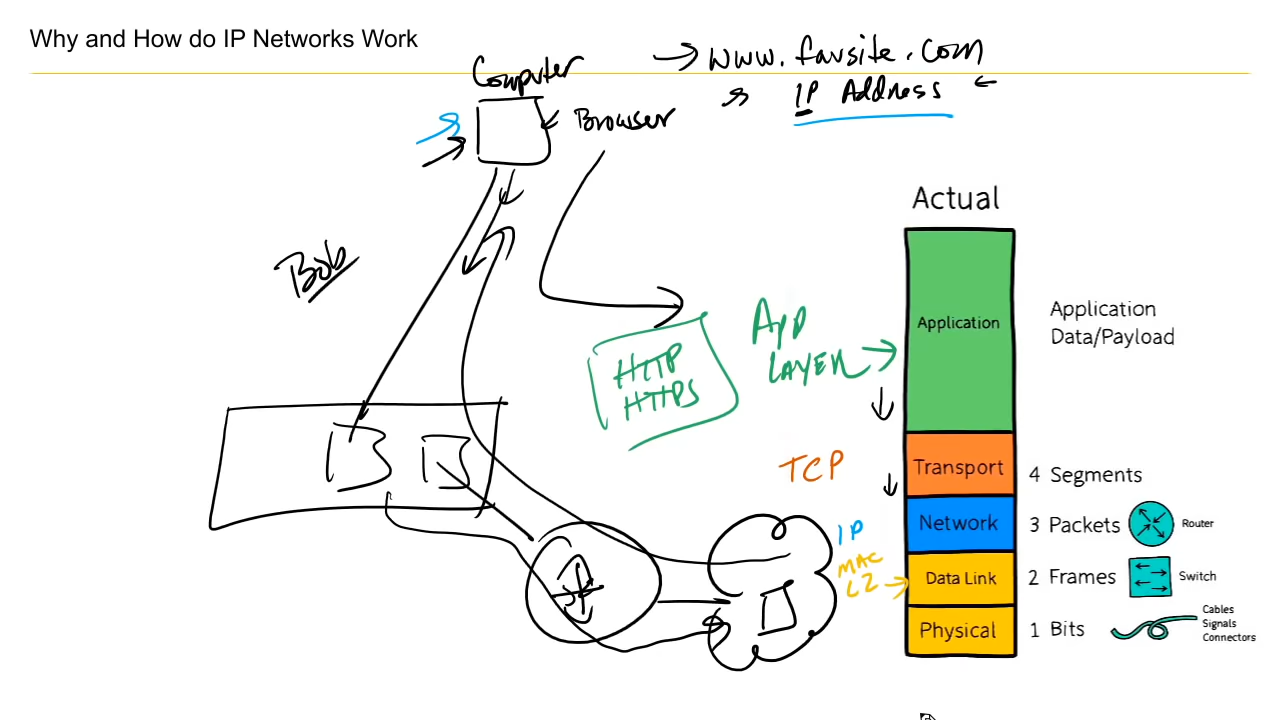 Why and How do IP Networks Work
Computer
→ www.favsite.com
IP Address ←
Browser
Actual
Bob
HTTP
HTTPS
App
LAYER
Application
Application
Data/Payload
TCP
Transport
4 Segments
IP
Network
3 Packets
Router
MAC
L2
Data Link
2 Frames
Switch
Physical
1 Bits
Cables
Signals
Connectors